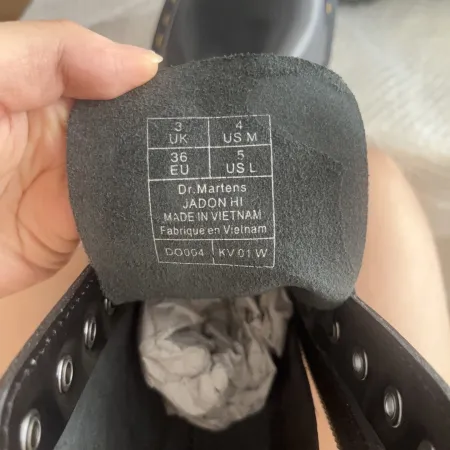 3 4
UK US M
36 5
EU US L
Dr.Martens
JADON HI
MADE IN VIETNAM
Fabriqué en Vietnam
DO004 KV 01 W